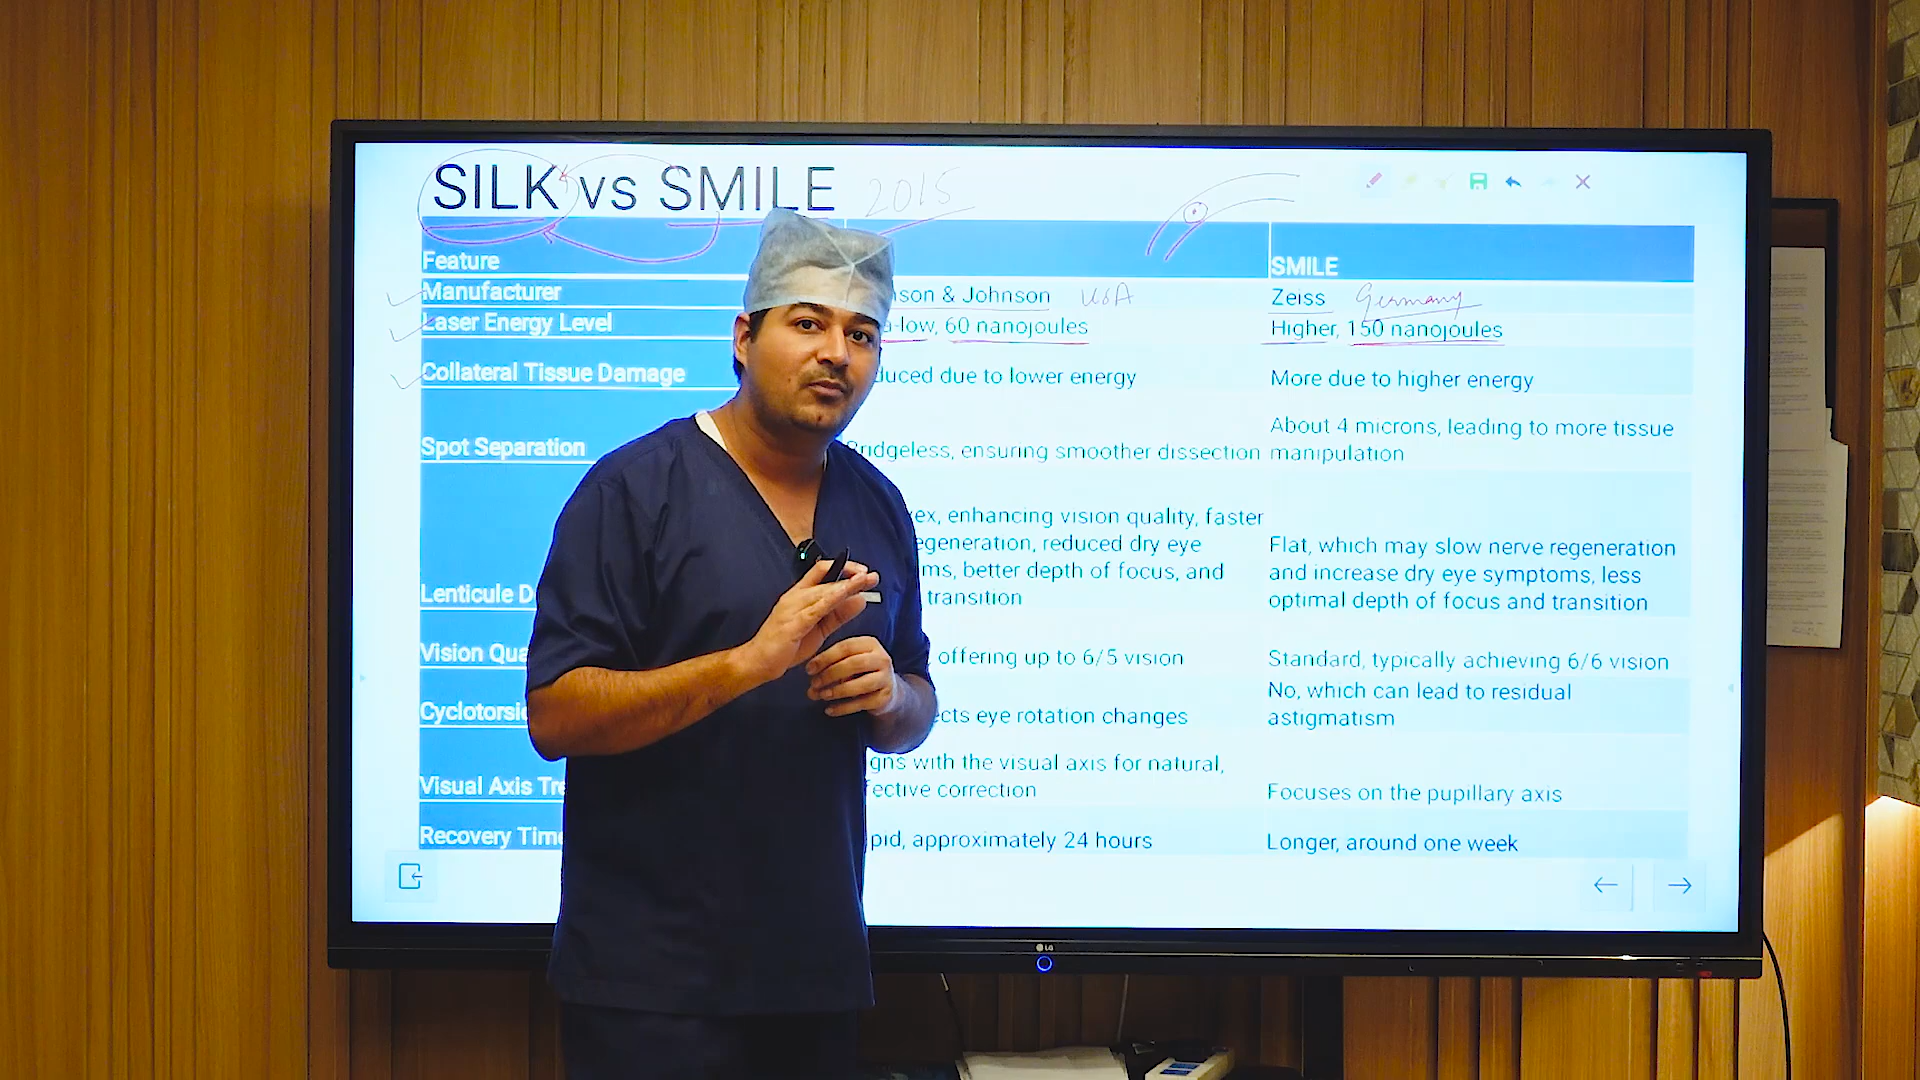 SILK vs SMILE 2015
Feature SMILE
Manufacturer nson & Johnson USA Zeiss Germany
Laser Energy Level a-low, 60 nanojoules Higher, 150 nanojoules
Collateral Tissue Damage duced due to lower energy More due to higher energy
About 4 microns, leading to more tissue
Spot Separation Bridgeless, ensuring smoother dissection manipulation
ex, enhancing vision quality, faster
egeneration, reduced dry eye Flat, which may slow nerve regeneration
ms, better depth of focus, and and increase dry eye symptoms, less
Lenticule D transition optimal depth of focus and transition
Vision Qua , offering up to 6/5 vision Standard, typically achieving 6/6 vision
No, which can lead to residual
Cyclotorsi ects eye rotation changes astigmatism
gns with the visual axis for natural,
Visual Axis Tre fective correction Focuses on the pupillary axis
Recovery Time pid, approximately 24 hours Longer, around one week
LG